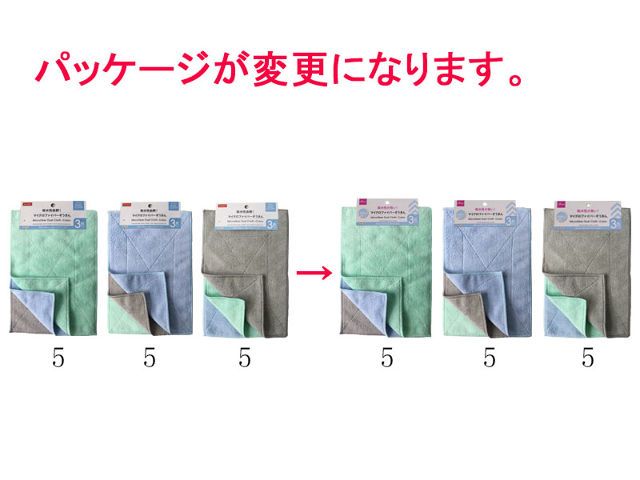 パッケージが変更になります。
吸水性抜群!
マイクロファイバーぞうきん
Microfiber Dust Cloth
3
吸水性抜群!
マイクロファイバーぞうきん
Microfiber Dust Cloth
3
吸水性抜群!
マイクロファイバーぞうきん
Microfiber Dust Cloth
3
→
吸水性が高い!
マイクロファイバーぞうきん
3
吸水性が高い!
マイクロファイバーぞうきん
3
吸水性が高い!
マイクロファイバーぞうきん
3
5
5
5
5
5
5